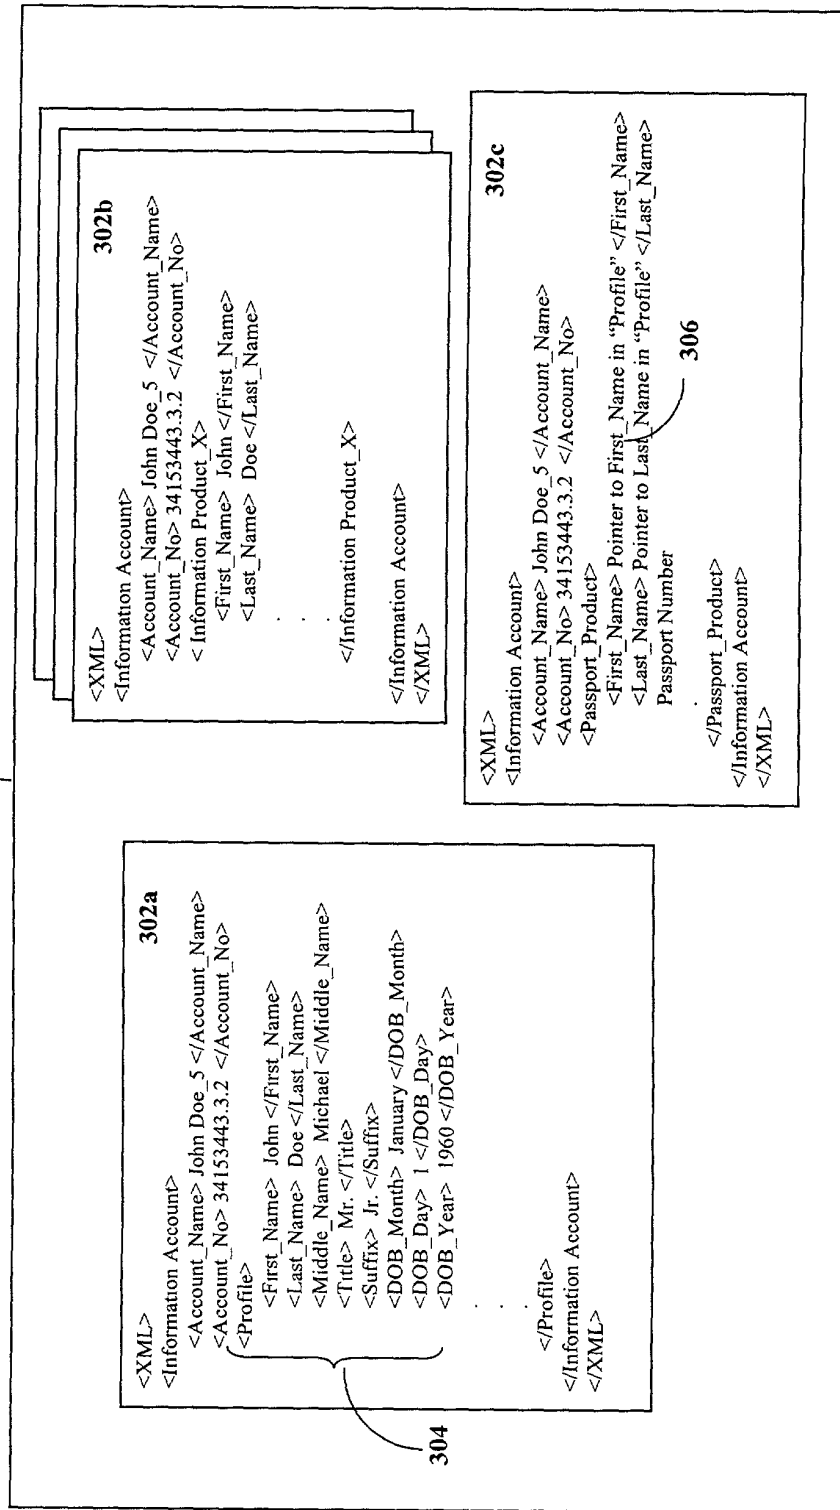 302a
<XML>
<Information Account>
<Account_Name> John Doe_5 </Account_Name>
<Account_No> 34153443.3.2 </Account_No>
<Profile>
<First_Name> John </First_Name>
<Last_Name> Doe </Last_Name>
<Middle_Name> Michael </Middle_Name>
<Title> Mr. </Title>
<Suffix> Jr. </Suffix>
<DOB_Month> January </DOB_Month>
<DOB_Day> 1 </DOB_Day>
<DOB_Year> 1960 </DOB_Year>
.
.
.
</Profile>
</Information Account>
</XML>
304
302b
<XML>
<Information Account>
<Account_Name> John Doe_5 </Account_Name>
<Account_No> 34153443.3.2 </Account_No>
< Information Product_X>
<First_Name> John </First_Name>
<Last_Name> Doe </Last_Name>
.
.
.
</Information Product_X>
</Information Account>
</XML>
302c
<XML>
<Information Account>
<Account_Name> John Doe_5 </Account_Name>
<Account_No> 34153443.3.2 </Account_No>
<Passport_Product>
<First_Name> Pointer to First_Name in “Profile” </First_Name>
<Last_Name> Pointer to Last_Name in “Profile” </Last_Name>
Passport Number
.
</Passport_Product>
</Information Account>
</XML>
306